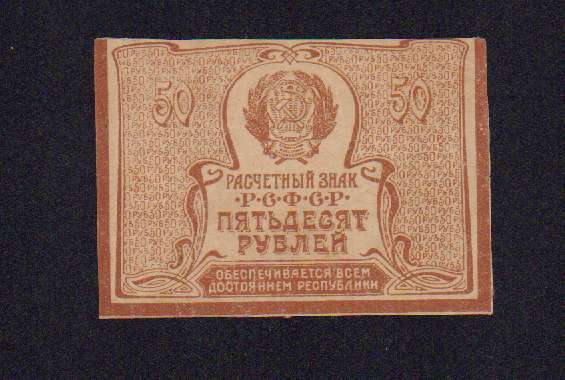 50 50
РАСЧЕТНЫЙ ЗНАК
Р·С·Ф·С·Р·
ПЯТЬДЕСЯТ
РУБЛЕЙ
ОБЕСПЕЧИВАЕТСЯ ВСЕМ
ДОСТОЯНИЕМ РЕСПУБЛИКИ